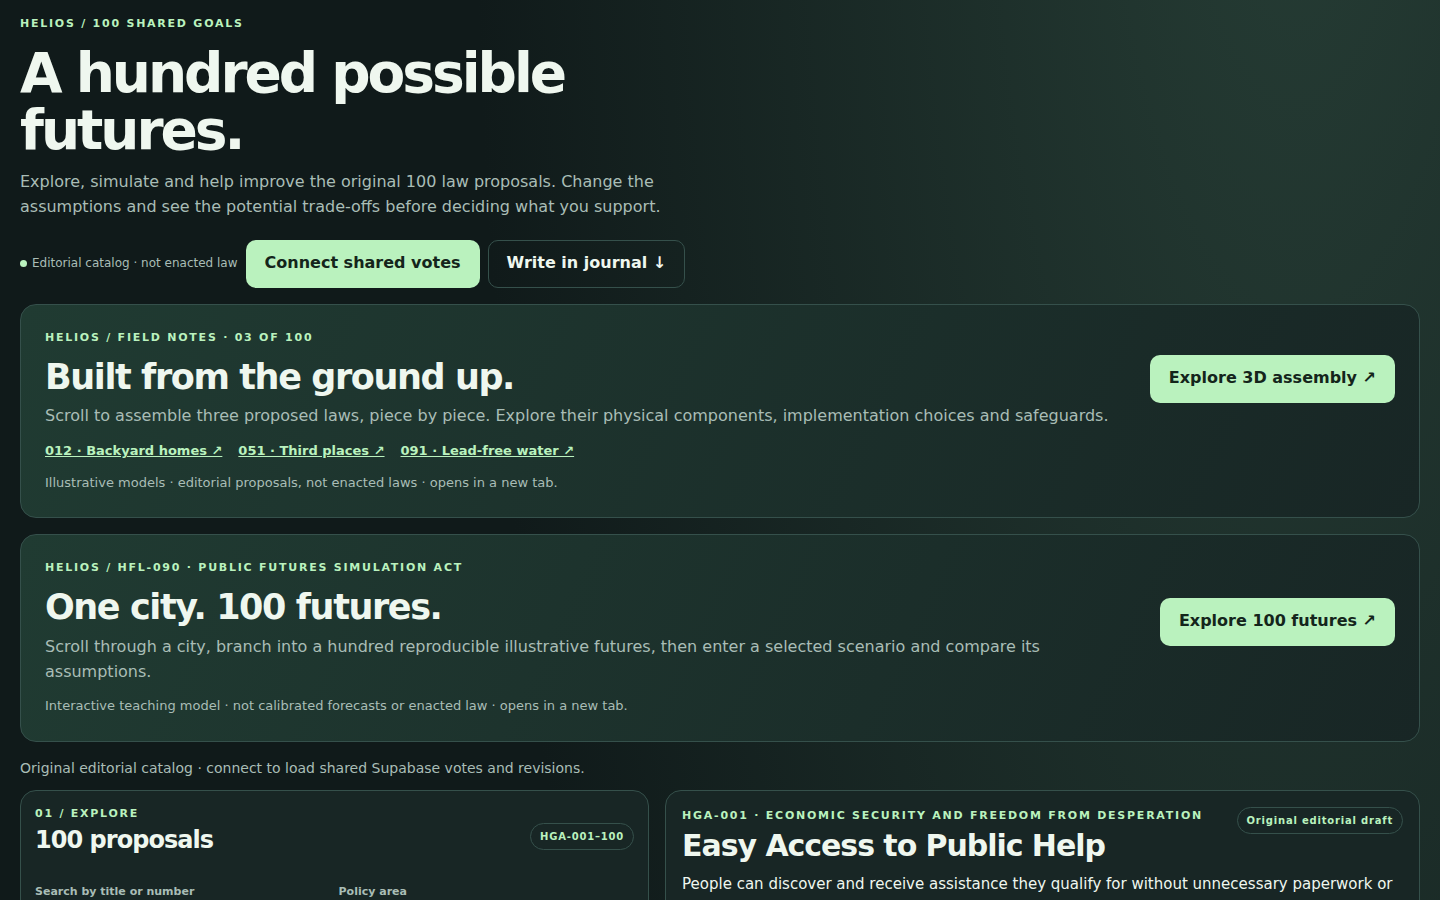 HELIOS / 100 SHARED GOALS
A hundred possible
futures.
Explore, simulate and help improve the original 100 law proposals. Change the
assumptions and see the potential trade-offs before deciding what you support.
Editorial catalog · not enacted law
Connect shared votes
Write in journal ↓
HELIOS / FIELD NOTES · 03 OF 100
Built from the ground up.
Scroll to assemble three proposed laws, piece by piece. Explore their physical components, implementation choices and safeguards.
012 · Backyard homes ↗ 051 · Third places ↗ 091 · Lead-free water ↗
Illustrative models · editorial proposals, not enacted laws · opens in a new tab.
Explore 3D assembly ↗
HELIOS / HFL-090 · PUBLIC FUTURES SIMULATION ACT
One city. 100 futures.
Scroll through a city, branch into a hundred reproducible illustrative futures, then enter a selected scenario and compare its
assumptions.
Interactive teaching model · not calibrated forecasts or enacted law · opens in a new tab.
Explore 100 futures ↗
Original editorial catalog · connect to load shared Supabase votes and revisions.
01 / EXPLORE
100 proposals
HGA-001–100
Search by title or number
Policy area
HGA-001 · ECONOMIC SECURITY AND FREEDOM FROM DESPERATION
Original editorial draft
Easy Access to Public Help
People can discover and receive assistance they qualify for without unnecessary paperwork or